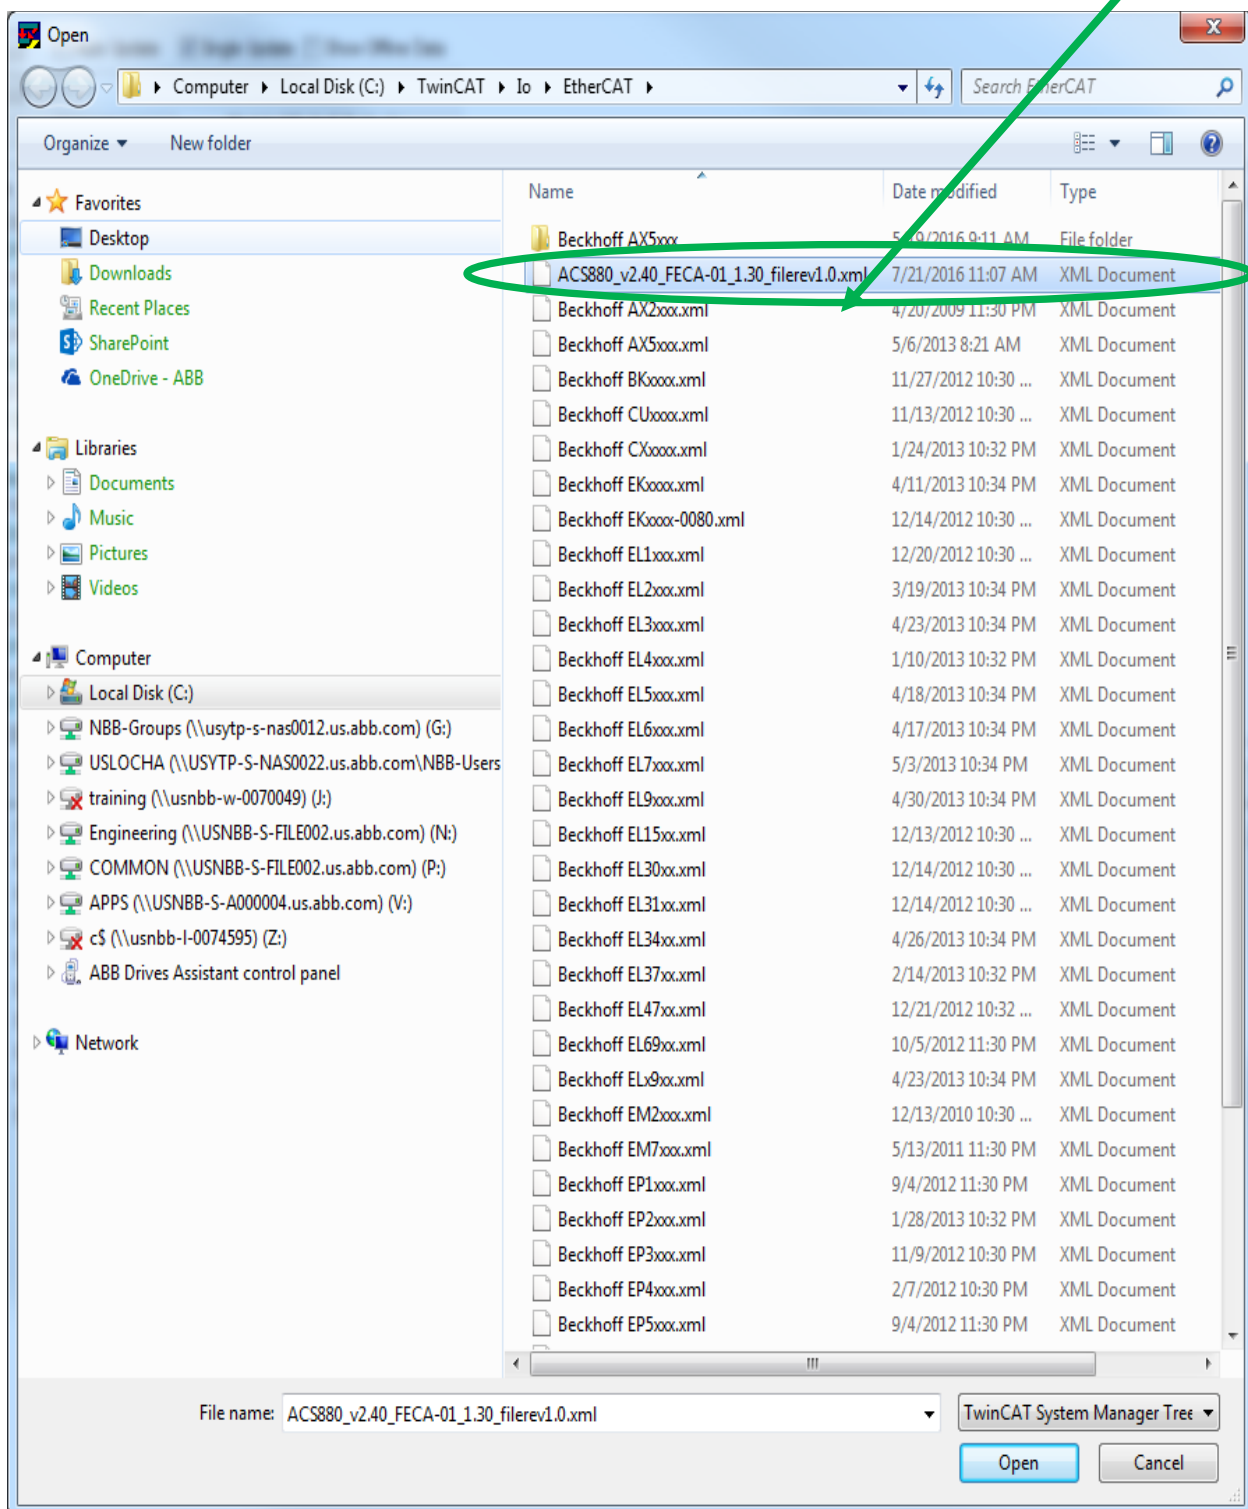 Open
Computer Local Disk (C:) TwinCAT Io EtherCAT
Search EtherCAT
Organize New folder
Favorites
Desktop
Downloads
Recent Places
SharePoint
OneDrive - ABB
Libraries
Documents
Music
Pictures
Videos
Computer
Local Disk (C:)
NBB-Groups (\\usytp-s-nas0012.us.abb.com) (G:)
USLOCHA (\\USYTP-S-NAS0022.us.abb.com\NBB-Users
training (\\usnbb-w-0070049) (J:)
Engineering (\\USNBB-S-FILE002.us.abb.com) (N:)
COMMON (\\USNBB-S-FILE002.us.abb.com) (P:)
APPS (\\USNBB-S-A000004.us.abb.com) (V:)
c$ (\\usnbb-l-0074595) (Z:)
ABB Drives Assistant control panel
Network
Name Date modified Type
Beckhoff AX5xxx 5/19/2016 9:11 AM File folder
ACS880_v2.40_FECA-01_1.30_filerev1.0.xml 7/21/2016 11:07 AM XML Document
Beckhoff AX2xxx.xml 4/20/2009 11:30 PM XML Document
Beckhoff AX5xxx.xml 5/6/2013 8:21 AM XML Document
Beckhoff BKxxxx.xml 11/27/2012 10:30 ... XML Document
Beckhoff CUxxxx.xml 11/13/2012 10:30 ... XML Document
Beckhoff CXxxxx.xml 1/24/2013 10:32 PM XML Document
Beckhoff EKxxxx.xml 4/11/2013 10:34 PM XML Document
Beckhoff EKxxxx-0080.xml 12/14/2012 10:30 ... XML Document
Beckhoff EL1xxx.xml 12/20/2012 10:30 ... XML Document
Beckhoff EL2xxx.xml 3/19/2013 10:34 PM XML Document
Beckhoff EL3xxx.xml 4/23/2013 10:34 PM XML Document
Beckhoff EL4xxx.xml 1/10/2013 10:32 PM XML Document
Beckhoff EL5xxx.xml 4/18/2013 10:34 PM XML Document
Beckhoff EL6xxx.xml 4/17/2013 10:34 PM XML Document
Beckhoff EL7xxx.xml 5/3/2013 10:34 PM XML Document
Beckhoff EL9xxx.xml 4/30/2013 10:34 PM XML Document
Beckhoff EL15xx.xml 12/13/2012 10:30 ... XML Document
Beckhoff EL30xx.xml 12/14/2012 10:30 ... XML Document
Beckhoff EL31xx.xml 12/14/2012 10:30 ... XML Document
Beckhoff EL34xx.xml 4/26/2013 10:34 PM XML Document
Beckhoff EL37xx.xml 2/14/2013 10:32 PM XML Document
Beckhoff EL47xx.xml 12/21/2012 10:32 ... XML Document
Beckhoff EL69xx.xml 10/5/2012 11:30 PM XML Document
Beckhoff ELx9xx.xml 4/23/2013 10:34 PM XML Document
Beckhoff EM2xxx.xml 12/13/2010 10:30 ... XML Document
Beckhoff EM7xxx.xml 5/13/2011 11:30 PM XML Document
Beckhoff EP1xxx.xml 9/4/2012 11:30 PM XML Document
Beckhoff EP2xxx.xml 1/28/2013 10:32 PM XML Document
Beckhoff EP3xxx.xml 11/9/2012 10:30 PM XML Document
Beckhoff EP4xxx.xml 2/7/2012 10:30 PM XML Document
Beckhoff EP5xxx.xml 9/4/2012 11:30 PM XML Document
File name: ACS880_v2.40_FECA-01_1.30_filerev1.0.xml TwinCAT System Manager Tree
Open Cancel